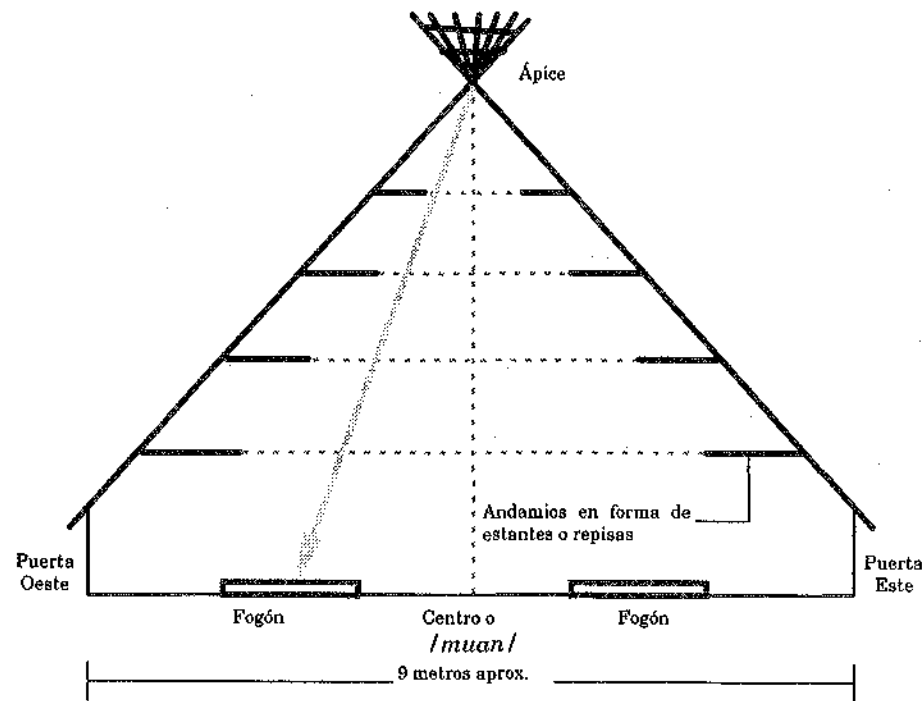 Ápice
Andamios en forma de
estantes o repisas
Puerta
Oeste
Puerta
Este
Fogón
Centro o
/muan/
Fogón
9 metros aprox.